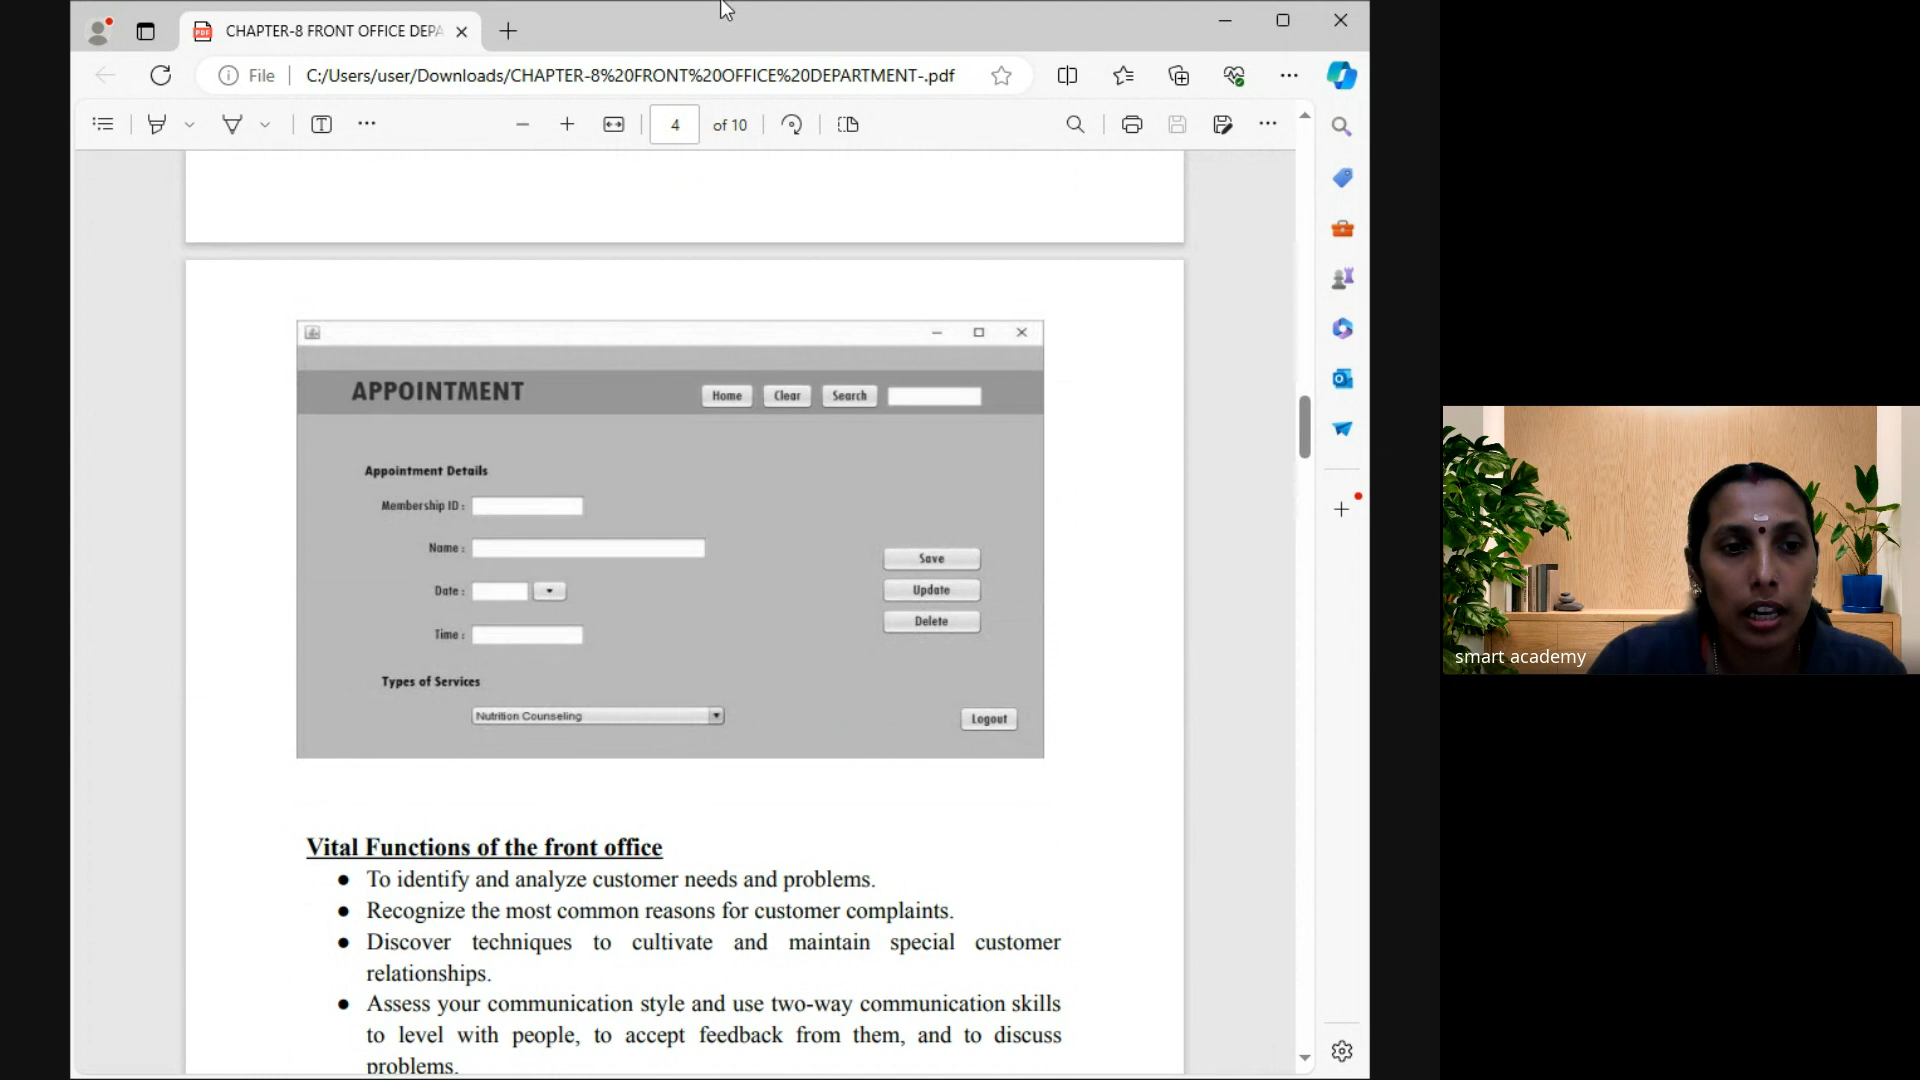 CHAPTER-8 FRONT OFFICE DEPA
File
C:/Users/user/Downloads/CHAPTER-8%20FRONT%20OFFICE%20DEPARTMENT-.pdf
4 of 10
APPOINTMENT
Home
Clear
Search
Appointment Details
Membership ID :
Name :
Date :
Time :
Save
Update
Delete
Types of Services
Nutrition Counseling
Logout
Vital Functions of the front office
● To identify and analyze customer needs and problems.
● Recognize the most common reasons for customer complaints.
● Discover techniques to cultivate and maintain special customer
relationships.
● Assess your communication style and use two-way communication skills
to level with people, to accept feedback from them, and to discuss
problems.
smart academy